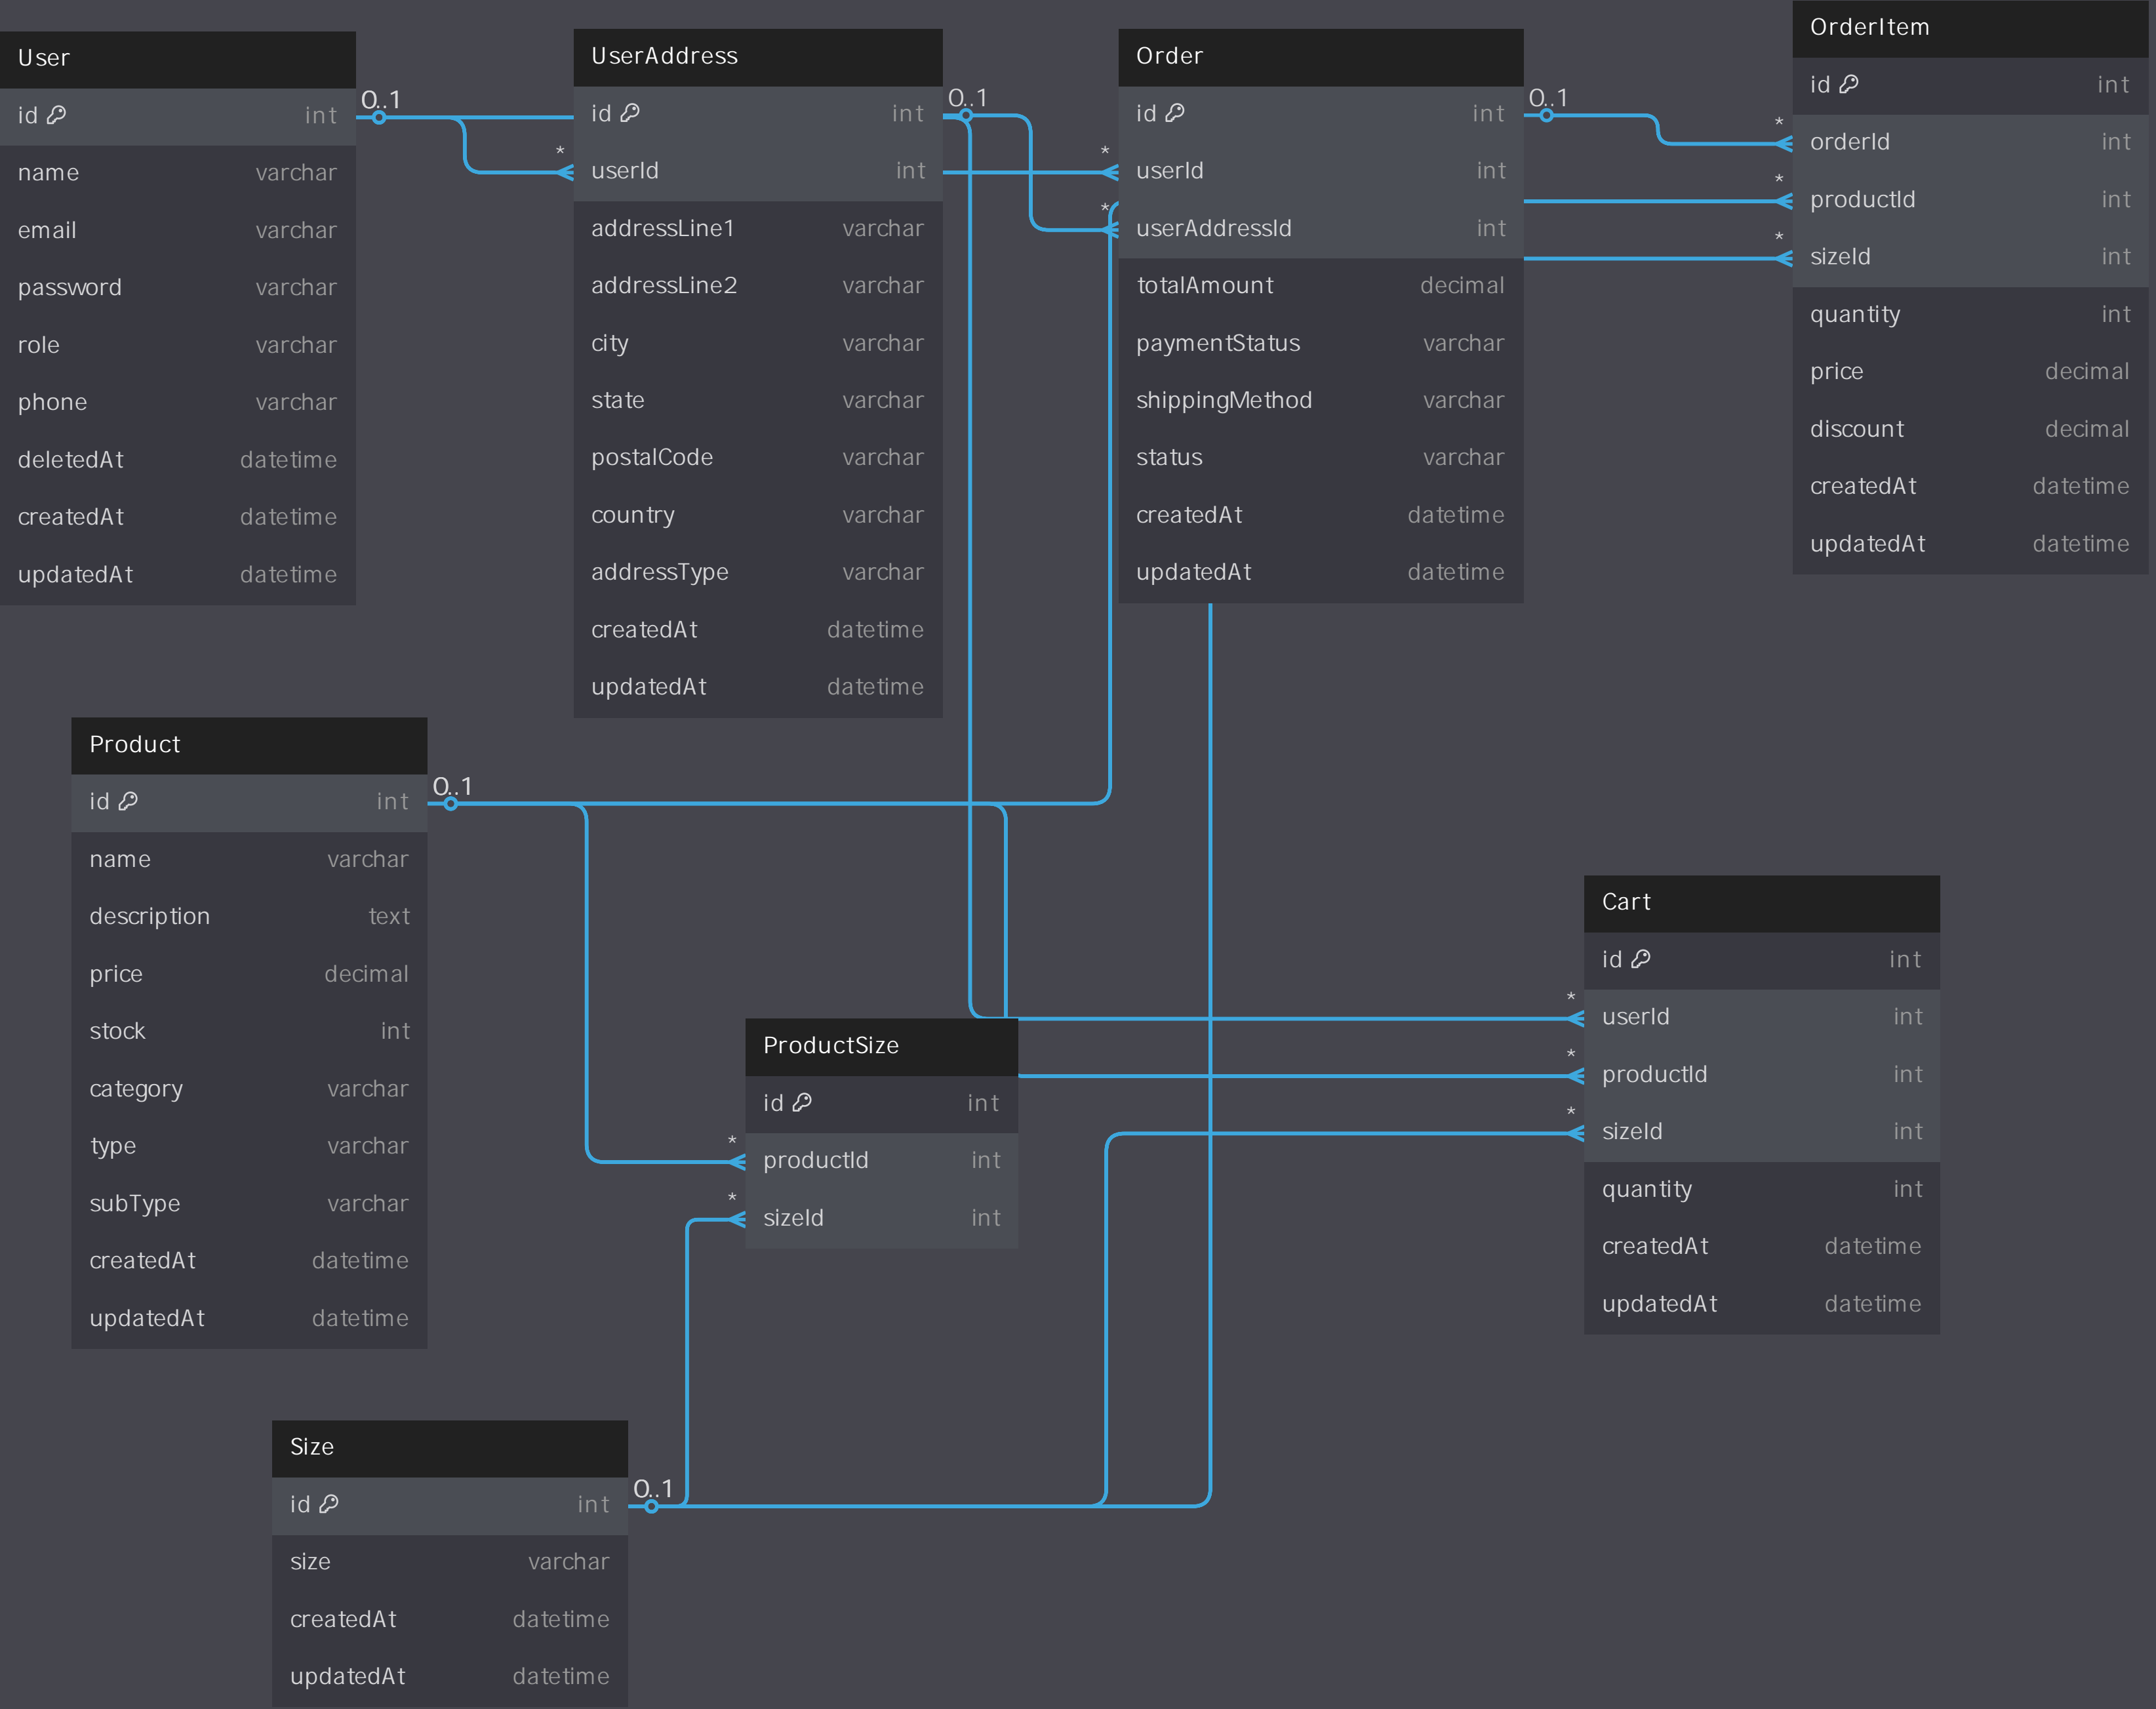 User
id int
name varchar
email varchar
password varchar
role varchar
phone varchar
deletedAt datetime
createdAt datetime
updatedAt datetime
0..1
*
UserAddress
id int
userId int
addressLine1 varchar
addressLine2 varchar
city varchar
state varchar
postalCode varchar
country varchar
addressType varchar
createdAt datetime
updatedAt datetime
0..1
*
*
Order
id int
userId int
userAddressId int
totalAmount decimal
paymentStatus varchar
shippingMethod varchar
status varchar
createdAt datetime
updatedAt datetime
0..1
*
*
*
OrderItem
id int
orderId int
productId int
sizeId int
quantity int
price decimal
discount decimal
createdAt datetime
updatedAt datetime
Product
id int
name varchar
description text
price decimal
stock int
category varchar
type varchar
subType varchar
createdAt datetime
updatedAt datetime
0..1
*
*
ProductSize
id int
productId int
sizeId int
*
*
*
Cart
id int
userId int
productId int
sizeId int
quantity int
createdAt datetime
updatedAt datetime
Size
id int
size varchar
createdAt datetime
updatedAt datetime
0..1